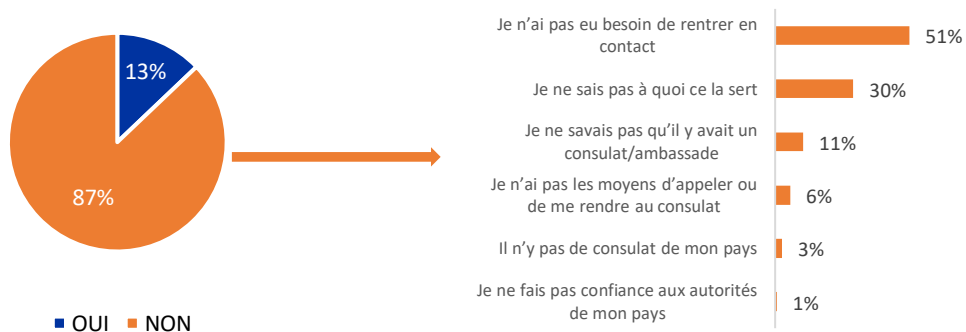 13%
87%
OUI NON
Je n’ai pas eu besoin de rentrer en
contact
51%
Je ne sais pas à quoi ce la sert
30%
Je ne savais pas qu’il y avait un
consulat/ambassade
11%
Je n’ai pas les moyens d’appeler ou
de me rendre au consulat
6%
Il n’y pas de consulat de mon pays
3%
Je ne fais pas confiance aux autorités
de mon pays
1%